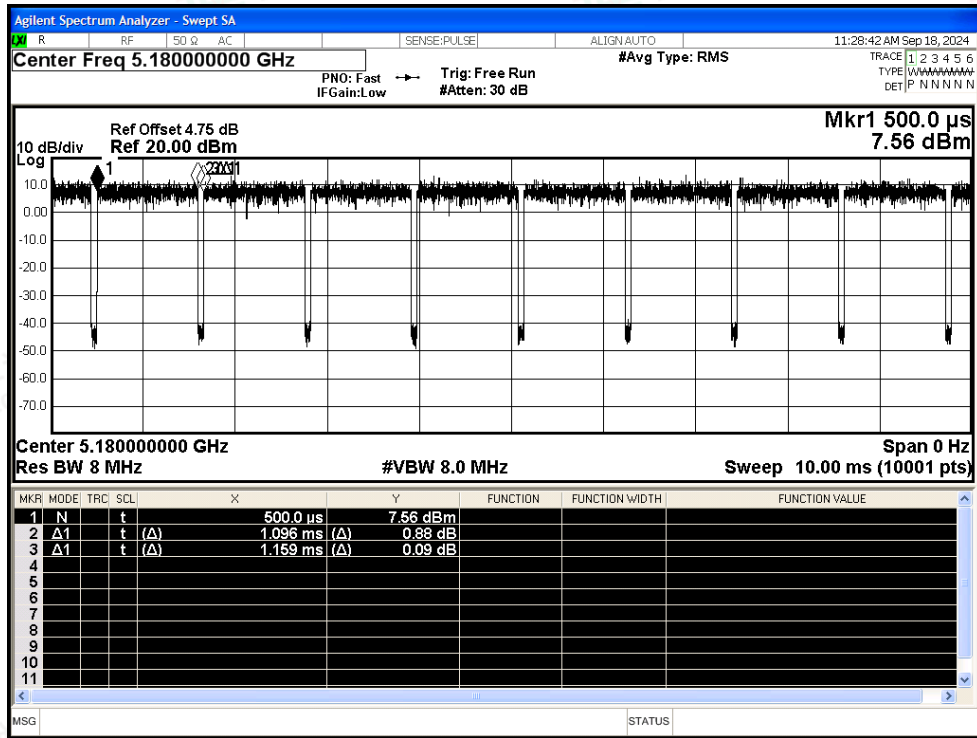 Agilent Spectrum Analyzer - Swept SA
LXI R RF 50 Ω AC SENSE:PULSE ALIGN AUTO 11:28:42 AM Sep 18, 2024
Center Freq 5.180000000 GHz
PNO: Fast
IFGain:Low
Trig: Free Run
#Atten: 30 dB
#Avg Type: RMS
TRACE 1 2 3 4 5 6
TYPE
DET P N N N N N
Ref Offset 4.75 dB
10 dB/div Ref 20.00 dBm
Log
Mkr1 500.0 µs
7.56 dBm
1
10.0
0.00
-10.0
-20.0
-30.0
-40.0
-50.0
-60.0
-70.0
Center 5.180000000 GHz Span 0 Hz
Res BW 8 MHz #VBW 8.0 MHz Sweep 10.00 ms (10001 pts)
MKR MODE TRC SCL X Y FUNCTION FUNCTION WIDTH FUNCTION VALUE
1 N t 500.0 µs 7.56 dBm
2 Δ1 t (Δ) 1.096 ms (Δ) 0.88 dB
3 Δ1 t (Δ) 1.159 ms (Δ) 0.09 dB
4
5
6
7
8
9
10
11
MSG STATUS